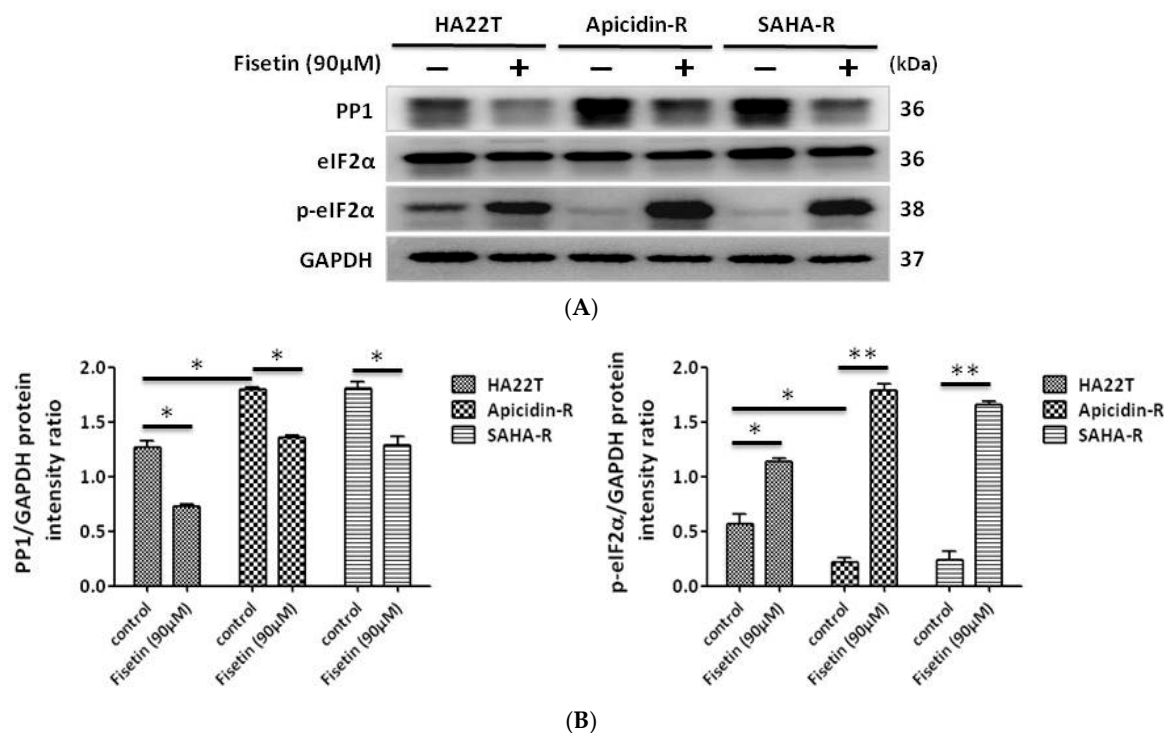 HA22T Apicidin-R SAHA-R
Fisetin (90μM) − + − + − + (kDa)
PP1 36
eIF2α 36
p-eIF2α 38
GAPDH 37
(A)
PP1/GAPDH protein
intensity ratio
2.0
1.5
1.0
0.5
0.0
* * * *
control
Fisetin (90μM)
control
Fisetin (90μM)
control
Fisetin (90μM)
HA22T
Apicidin-R
SAHA-R
p-eIF2α/GAPDH protein
intensity ratio
2.0
1.5
1.0
0.5
0.0
* * ** **
control
Fisetin (90μM)
control
Fisetin (90μM)
control
Fisetin (90μM)
HA22T
Apicidin-R
SAHA-R
(B)